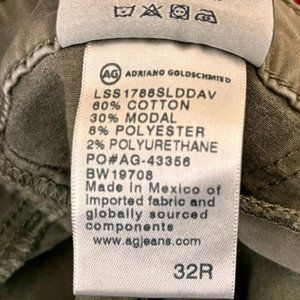 AG ADRIANO GOLDSCHMIED
LSS1788SLDDAV
60% COTTON
30% MODAL
8% POLYESTER
2% POLYURETHANE
PO#AG-43356
BW19708
Made In Mexico of
imported fabric and
globally sourced
components
www.agjeans.com
32R